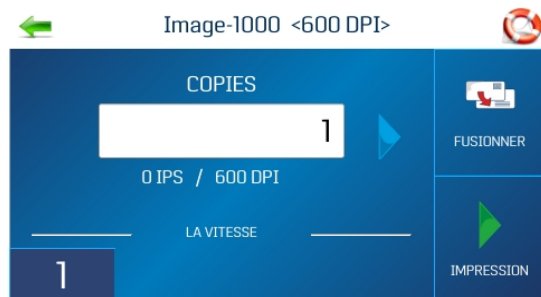 Image-1000 <600 DPI>
COPIES
1
FUSIONNER
0 IPS / 600 DPI
LA VITESSE
1
IMPRESSION